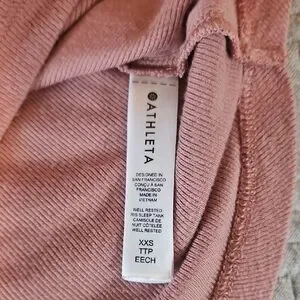 ATHLETA
DESIGNED IN
SAN FRANCISCO
CONÇU À SAN
FRANCISCO
MADE IN
VIETNAM
WELL RESTED
RIB SLEEP TANK
CAMISOLE DE
NUIT CÔTELÉE
WELL RESTED
XXS
TTP
EECH